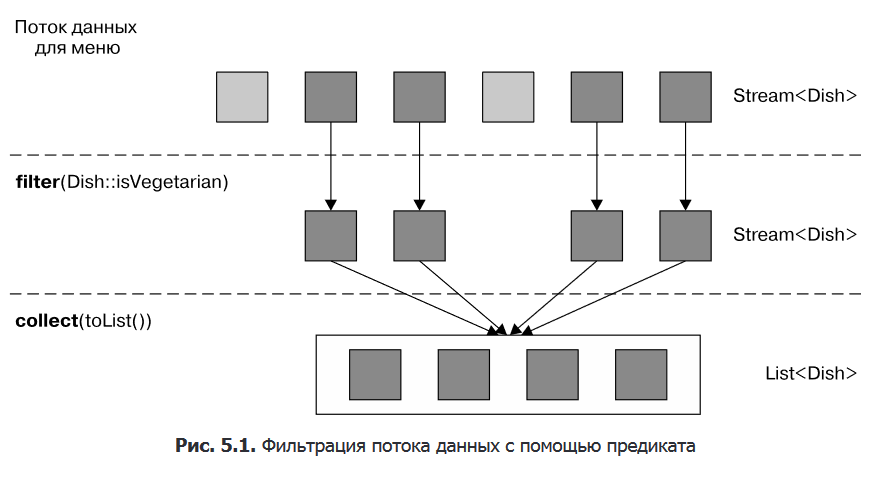 Поток данных
для меню
Stream<Dish>
filter(Dish::isVegetarian)
Stream<Dish>
collect(toList())
List<Dish>
Рис. 5.1. Фильтрация потока данных с помощью предиката